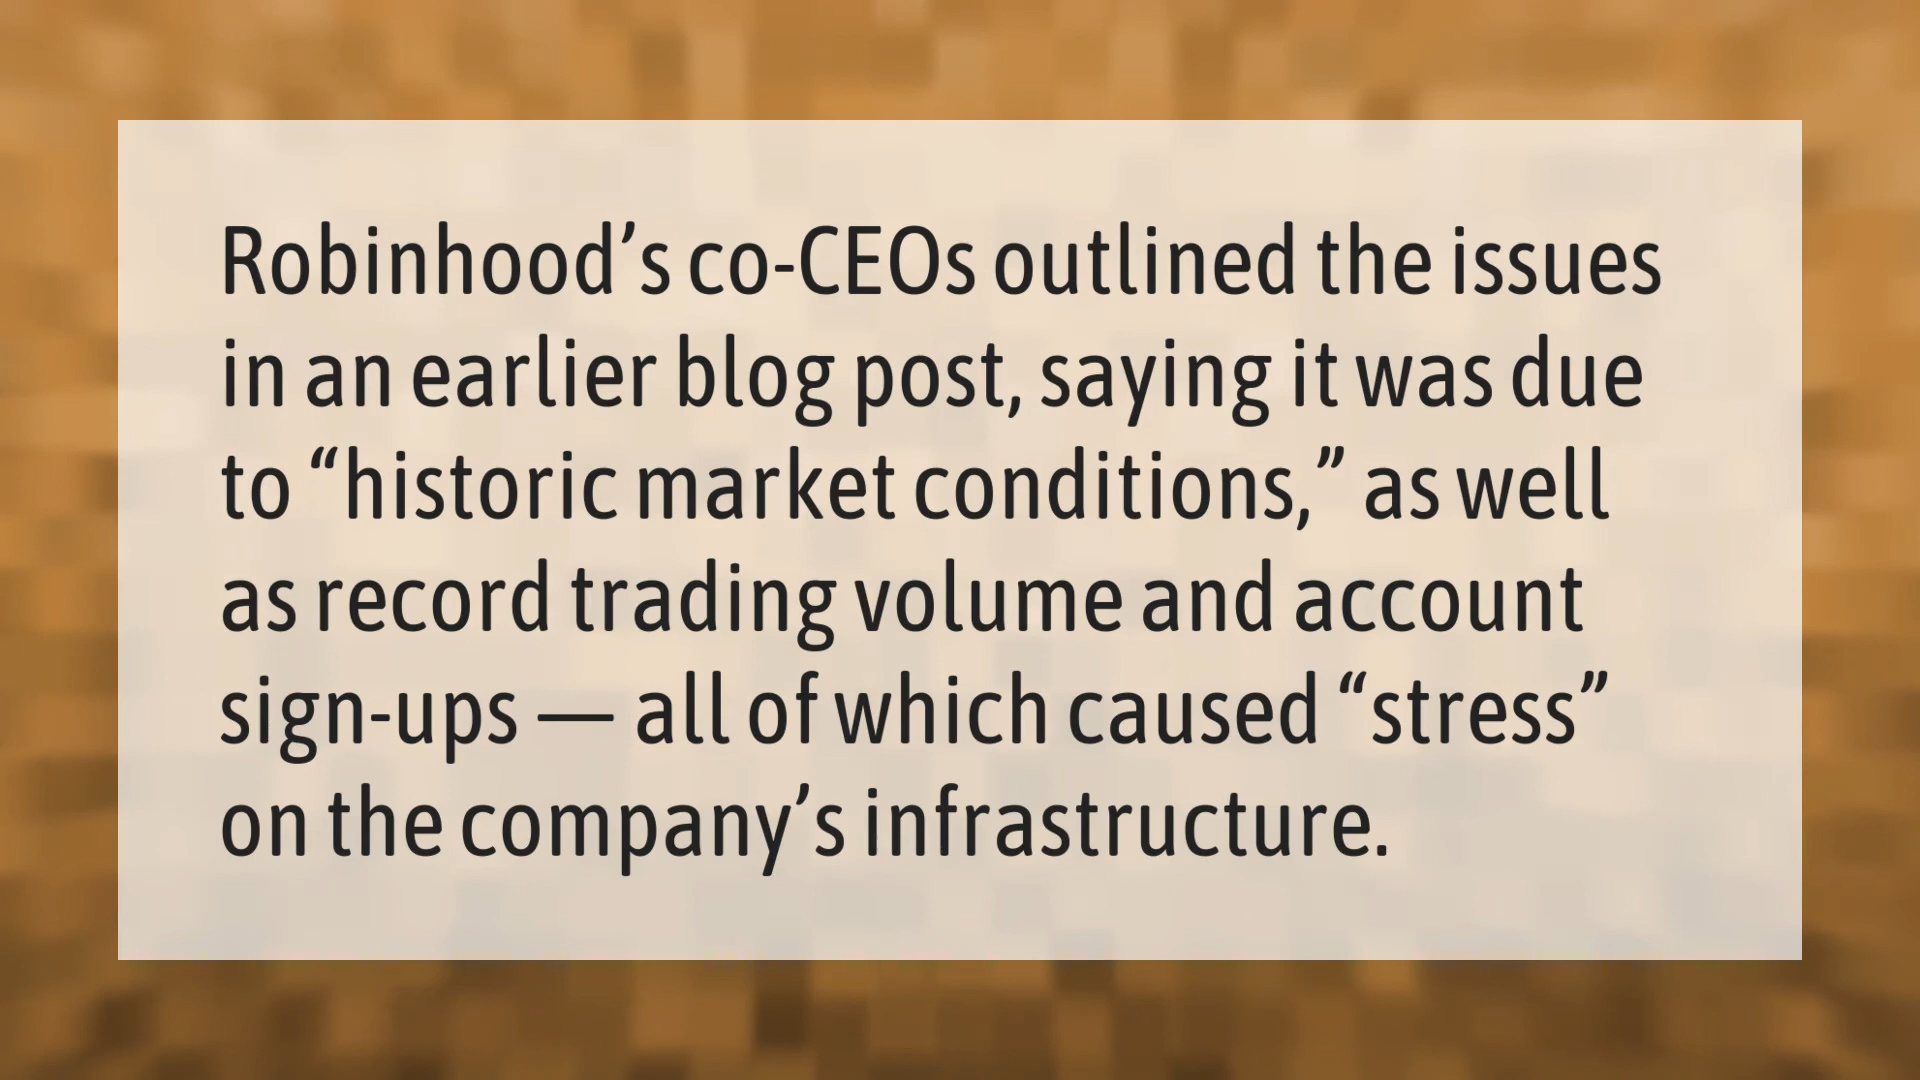 Robinhood’s co-CEOs outlined the issues
in an earlier blog post, saying it was due
to “historic market conditions,” as well
as record trading volume and account
sign-ups — all of which caused “stress”
on the company’s infrastructure.